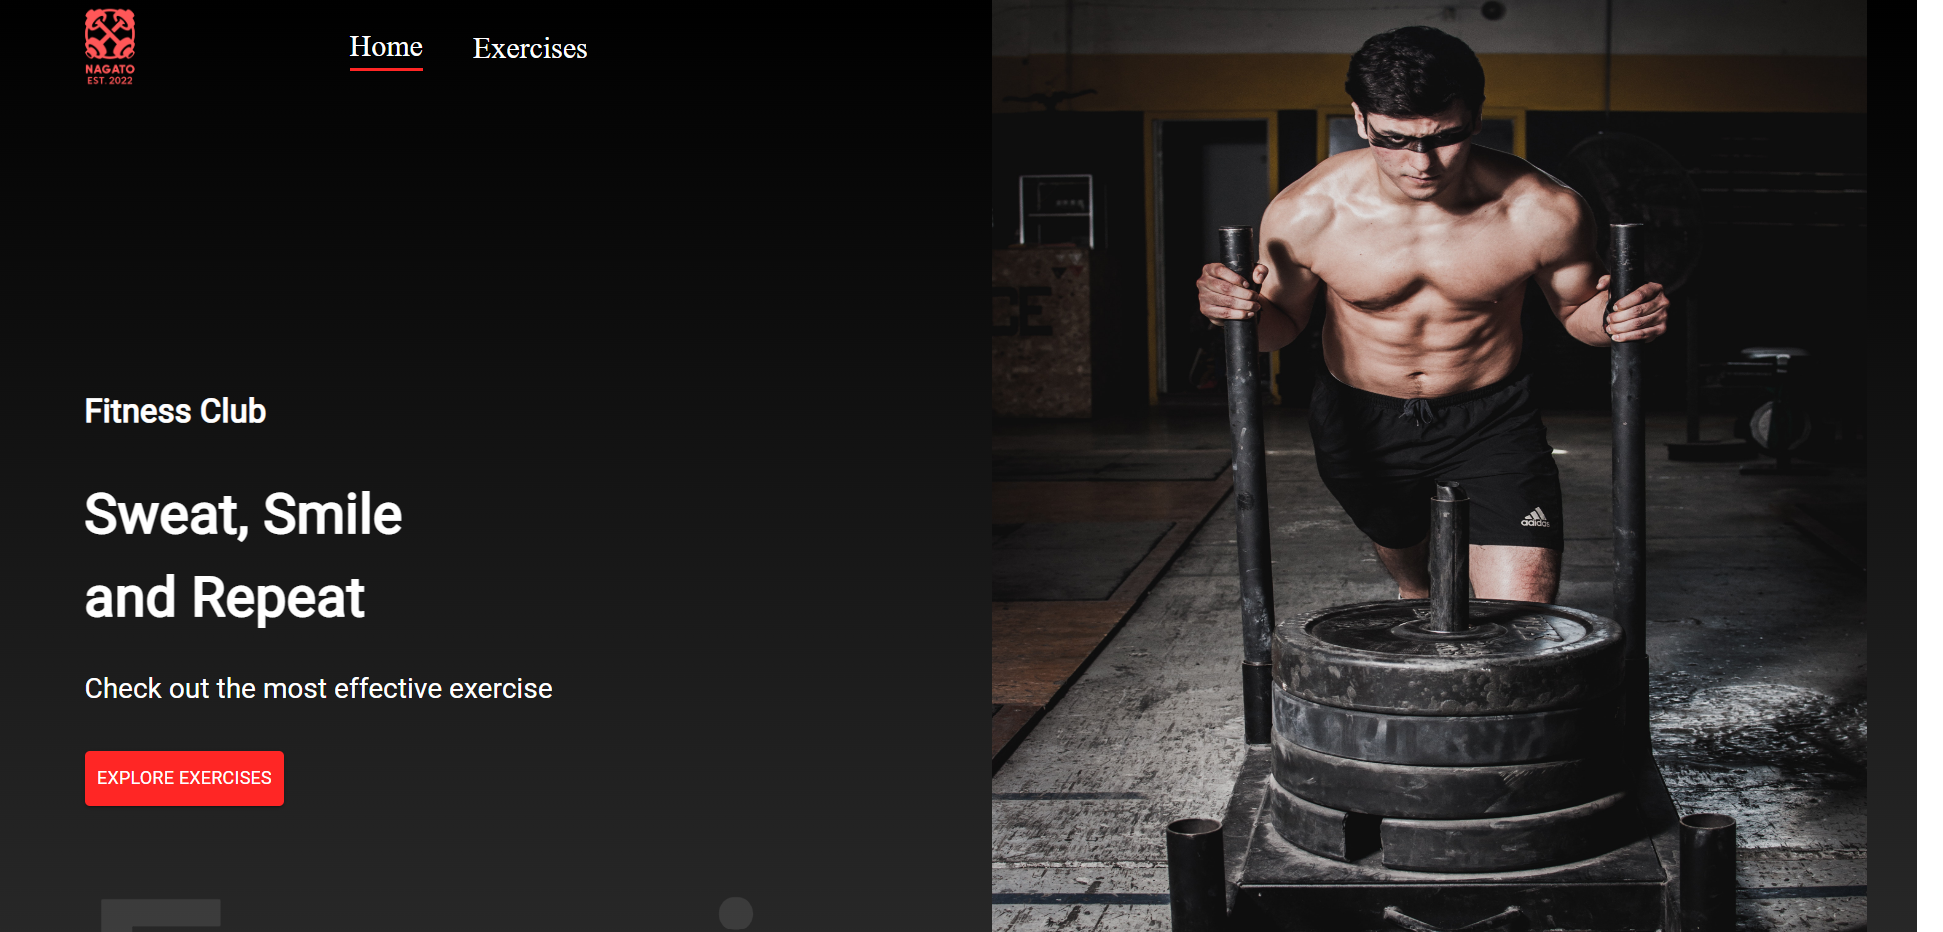 NAGATO
EST. 2022
Home
Exercises
Fitness Club
Sweat, Smile
and Repeat
Check out the most effective exercise
EXPLORE EXERCISES
adidas